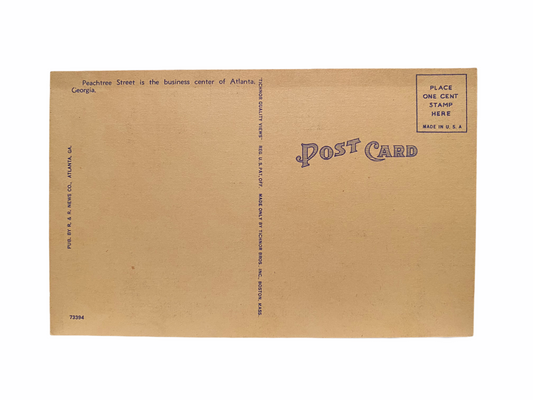 Peachtree Street is the business center of Atlanta,
Georgia.
PUB. BY R. & R. NEWS CO., ATLANTA, GA.
72394
TICHNOR QUALITY VIEWS REG. U. S. PAT. OFF. MADE ONLY BY TICHNOR BROS. INC., BOSTON, MASS.
POST CARD
PLACE
ONE CENT
STAMP
HERE
MADE IN U. S. A